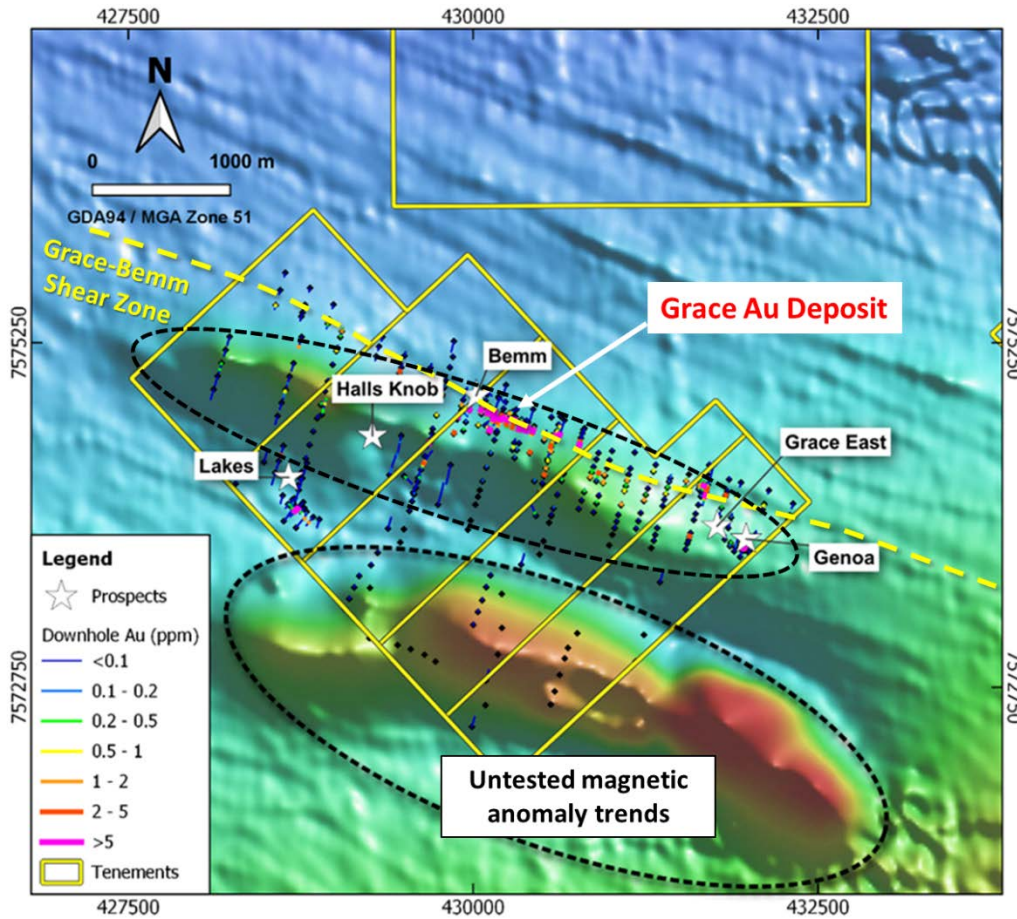 427500
430000
432500
N
0
1000 m
GDA94 / MGA Zone 51
Grace-Bemm
Shear Zone
Grace Au Deposit
7575250
7575250
Bemm
Halls Knob
Grace East
Lakes
Genoa
Legend
Prospects
Downhole Au (ppm)
<0.1
0.1 - 0.2
0.2 - 0.5
0.5 - 1
1 - 2
2 - 5
>5
Tenements
7572750
7572750
Untested magnetic
anomaly trends
427500
430000
432500